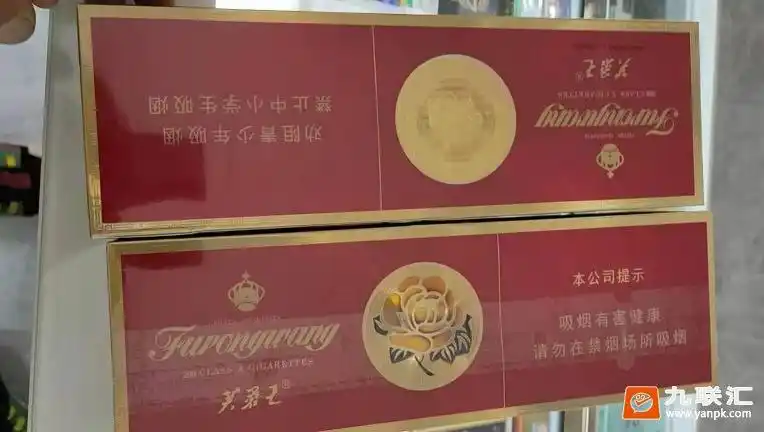 劝阻青少年吸烟
禁止中小学生吸烟
芙蓉王®
Furongwang
Furongwang
20 CLASS A CIGARETTES
芙蓉王®
本公司提示
吸烟有害健康
请勿在禁烟场所吸烟
九联汇
www.yanpk.com